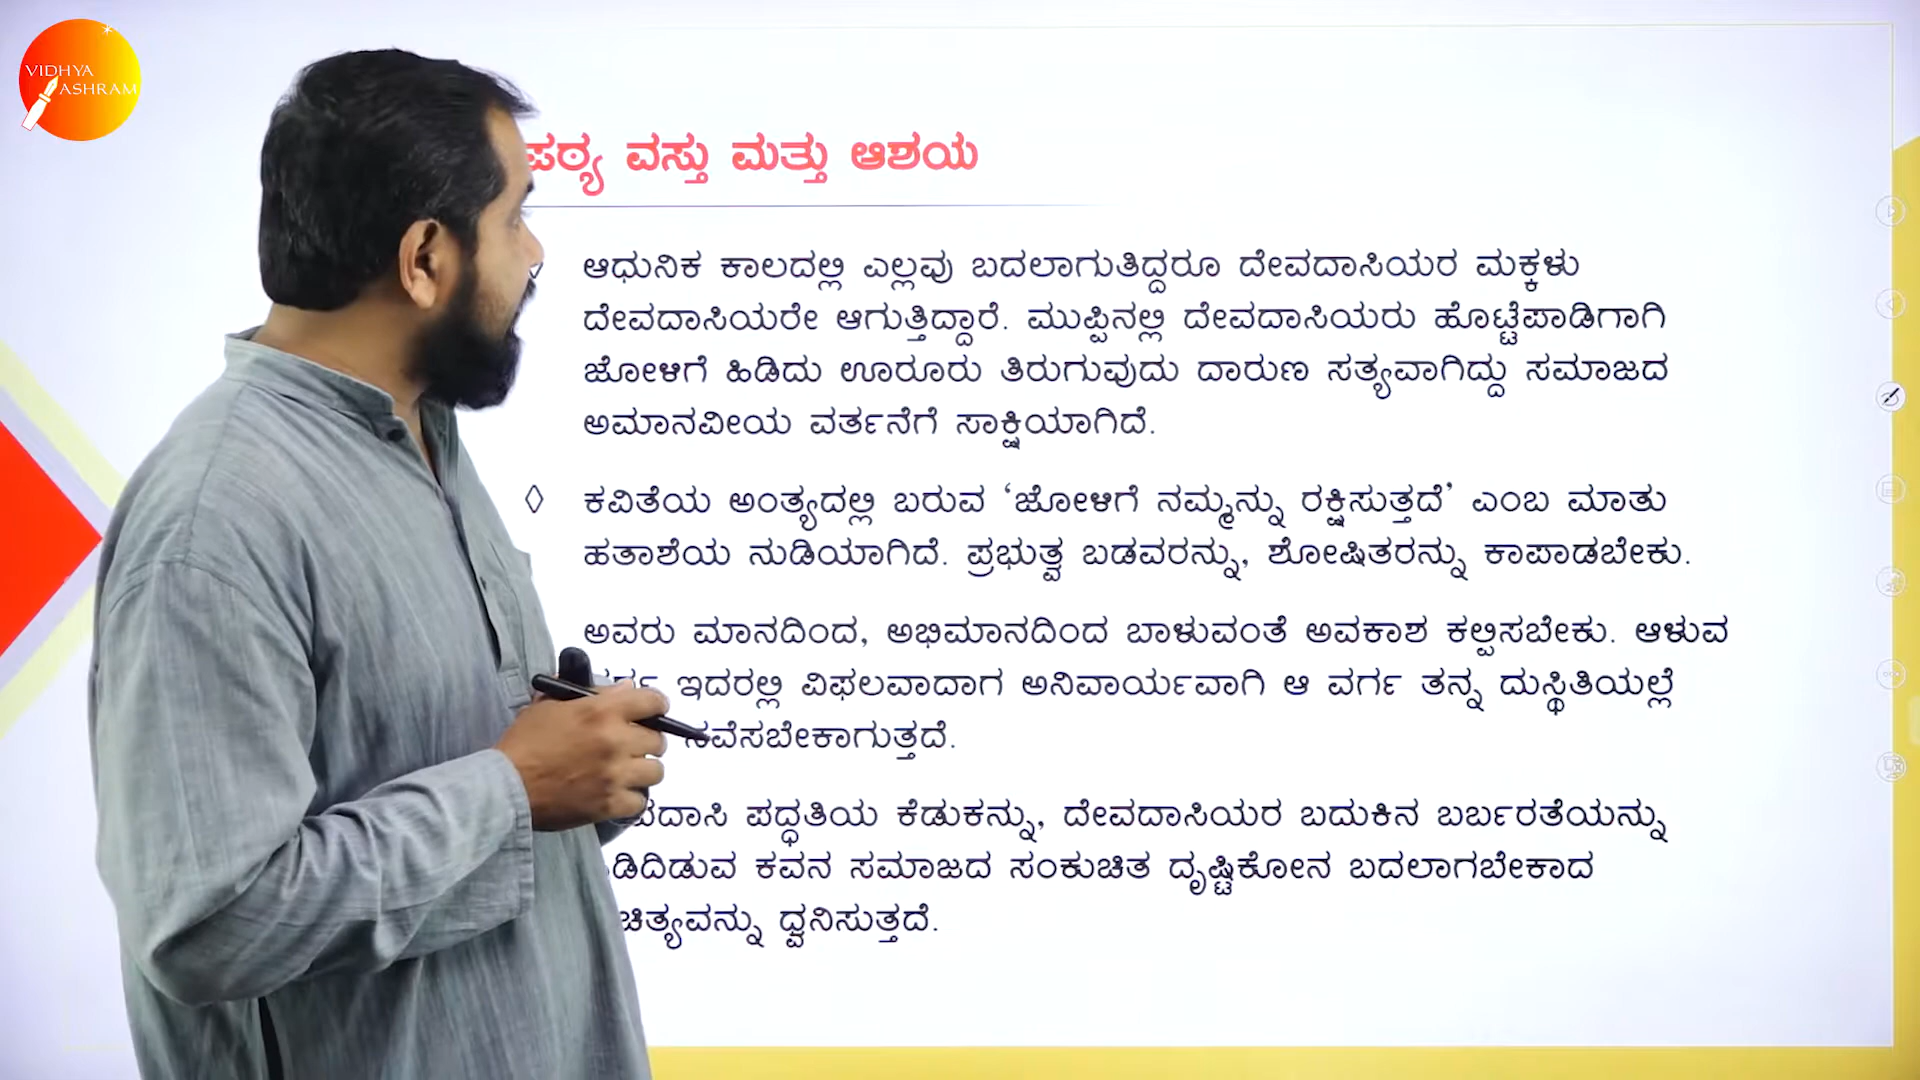 VIDHYA
ASHRAM
ಪಠ್ಯ ವಸ್ತು ಮತ್ತು ಆಶಯ
ಆಧುನಿಕ ಕಾಲದಲ್ಲಿ ಎಲ್ಲವು ಬದಲಾಗುತಿದ್ದರೂ ದೇವದಾಸಿಯರ ಮಕ್ಕಳು
ದೇವದಾಸಿಯರೇ ಆಗುತ್ತಿದ್ದಾರೆ. ಮುಪ್ಪಿನಲ್ಲಿ ದೇವದಾಸಿಯರು ಹೊಟ್ಟೆಪಾಡಿಗಾಗಿ
ಜೋಳಿಗೆ ಹಿಡಿದು ಊರೂರು ತಿರುಗುವುದು ದಾರುಣ ಸತ್ಯವಾಗಿದ್ದು ಸಮಾಜದ
ಅಮಾನವೀಯ ವರ್ತನೆಗೆ ಸಾಕ್ಷಿಯಾಗಿದೆ.
◊ ಕವಿತೆಯ ಅಂತ್ಯದಲ್ಲಿ ಬರುವ ‘ಜೋಳಿಗೆ ನಮ್ಮನ್ನು ರಕ್ಷಿಸುತ್ತದೆ’ ಎಂಬ ಮಾತು
ಹತಾಶೆಯ ನುಡಿಯಾಗಿದೆ. ಪ್ರಭುತ್ವ ಬಡವರನ್ನು, ಶೋಷಿತರನ್ನು ಕಾಪಾಡಬೇಕು.
ಅವರು ಮಾನದಿಂದ, ಅಭಿಮಾನದಿಂದ ಬಾಳುವಂತೆ ಅವಕಾಶ ಕಲ್ಪಿಸಬೇಕು. ಆಳುವ
ಇದರಲ್ಲಿ ವಿಫಲವಾದಾಗ ಅನಿವಾರ್ಯವಾಗಿ ಆ ವರ್ಗ ತನ್ನ ದುಸ್ಥಿತಿಯಲ್ಲೆ
ಸವೆಸಬೇಕಾಗುತ್ತದೆ.
ಪದ್ಧತಿಯ ಕೆಡುಕನ್ನು, ದೇವದಾಸಿಯರ ಬದುಕಿನ ಬರ್ಬರತೆಯನ್ನು
ಕವನ ಸಮಾಜದ ಸಂಕುಚಿತ ದೃಷ್ಟಿಕೋನ ಬದಲಾಗಬೇಕಾದ
ಧ್ವನಿಸುತ್ತದೆ.